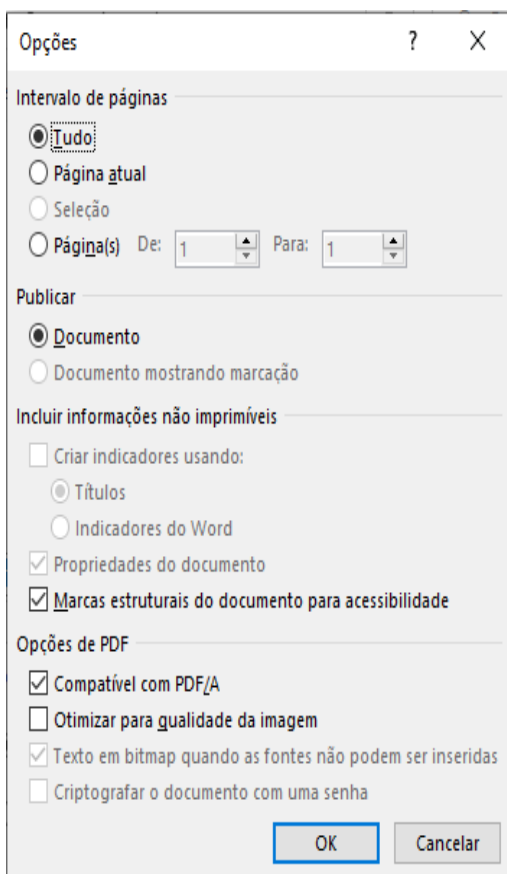 Opções ? X
Intervalo de páginas
Tudo
Página atual
Seleção
Página(s) De: 1 Para: 1
Publicar
Documento
Documento mostrando marcação
Incluir informações não imprimíveis
Criar indicadores usando:
Títulos
Indicadores do Word
Propriedades do documento
Marcas estruturais do documento para acessibilidade
Opções de PDF
Compatível com PDF/A
Otimizar para qualidade da imagem
Texto em bitmap quando as fontes não podem ser inseridas
Criptografar o documento com uma senha
OK Cancelar